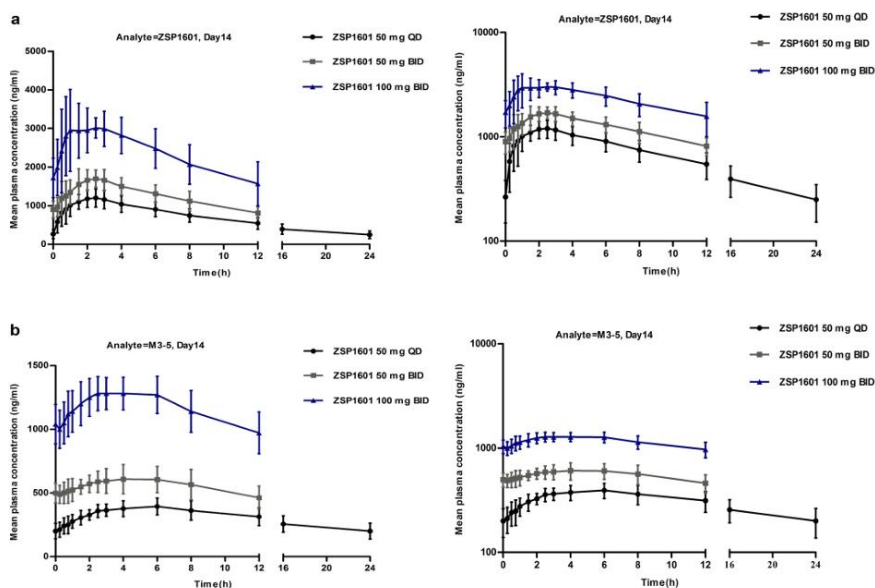 a
Analyte=ZSP1601, Day14
ZSP1601 50 mg QD
ZSP1601 50 mg BID
ZSP1601 100 mg BID
Mean plasma concentration (ng/ml)
5000
4000
3000
2000
1000
0
0 2 4 6 8 10 12 16 24
Time(h)
Analyte=ZSP1601, Day14
ZSP1601 50 mg QD
ZSP1601 50 mg BID
ZSP1601 100 mg BID
Mean plasma concentration (ng/ml)
10000
1000
100
0 2 4 6 8 10 12 16 24
Time(h)
b
Analyte=M3-5, Day14
ZSP1601 50 mg QD
ZSP1601 50 mg BID
ZSP1601 100 mg BID
Mean plasma concentration (ng/ml)
1500
1000
500
0
0 2 4 6 8 10 12 16 24
Time(h)
Analyte=M3-5, Day14
ZSP1601 50 mg QD
ZSP1601 50 mg BID
ZSP1601 100 mg BID
Mean plasma concentration (ng/ml)
10000
1000
100
0 2 4 6 8 10 12 16 24
Time(h)